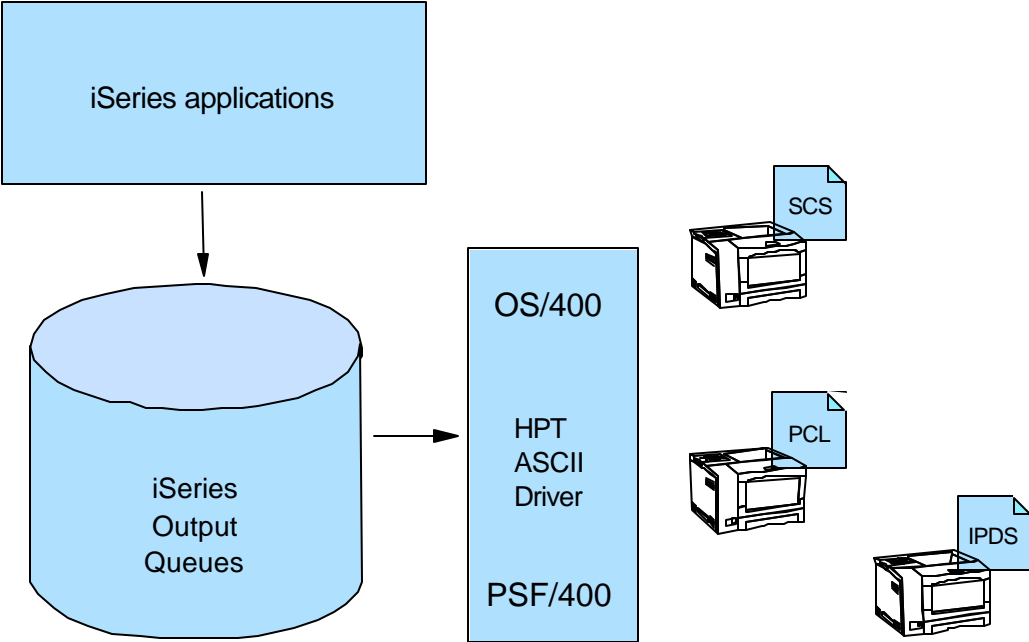 iSeries applications
SCS
OS/400
HPT
ASCII
Driver
PCL
iSeries
Output
Queues
IPDS
PSF/400